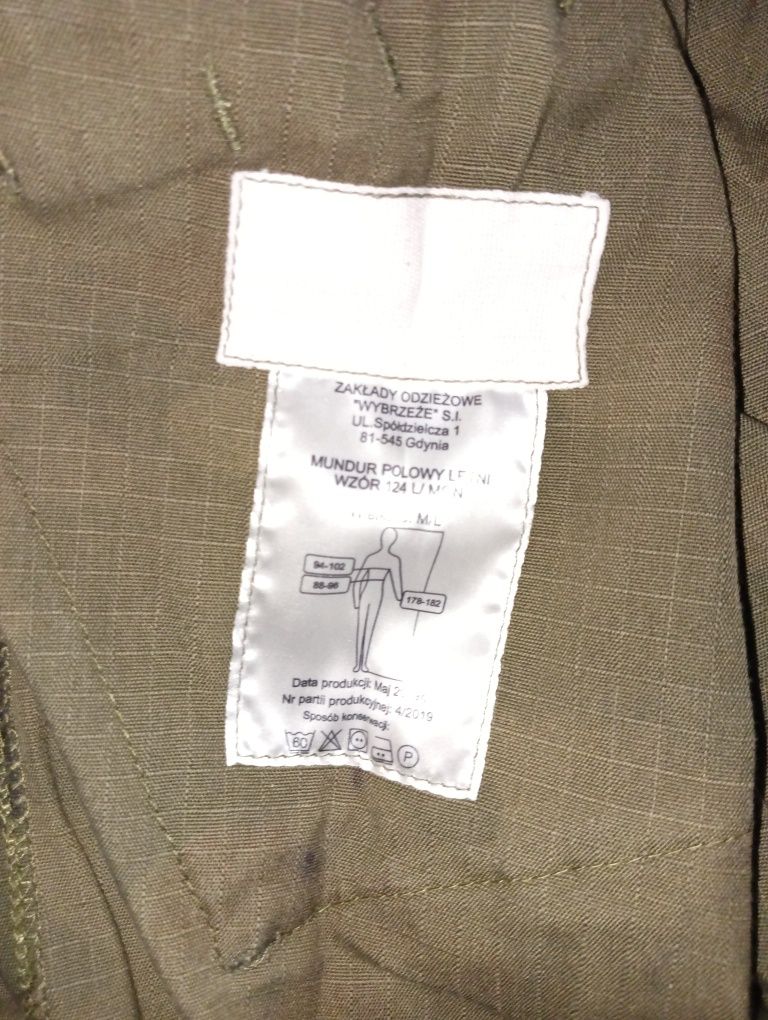 ZAKŁADY ODZIEŻOWE
"WYBRZEŻE" S.I.
UL.Spółdzielcza 1
81-545 Gdynia
MUNDUR POLOWY
WZÓR 124 L/
M/L
94-102
88-96
178-182
Data produkcji: Maj
Nr partii produkcyjnej: 4/2019
Sposób konserwacji:
60
P